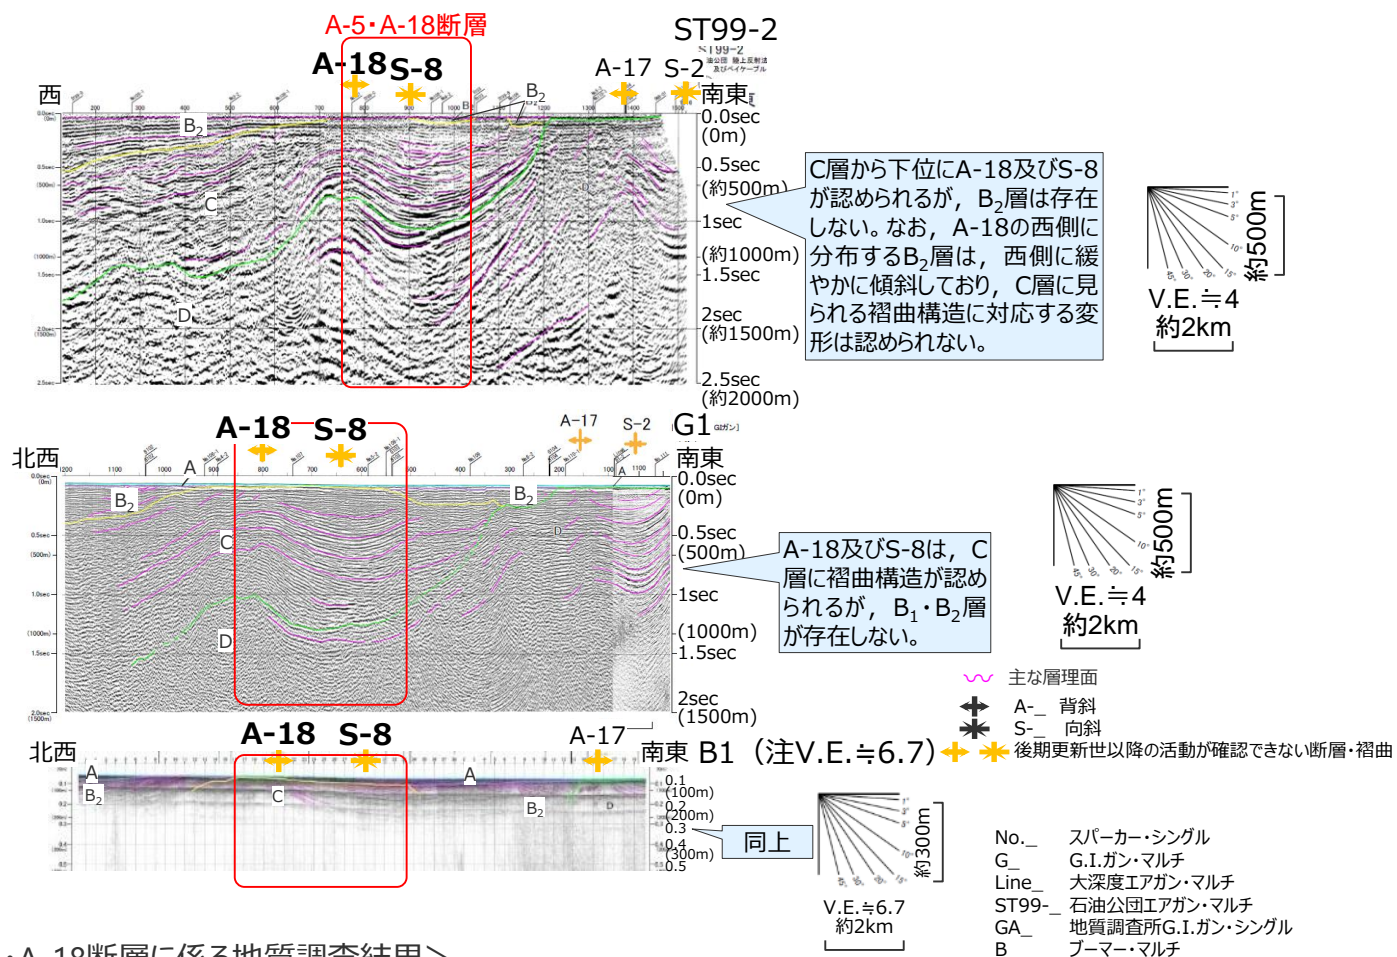 A-5・A-18断層
ST99-2
A-18 S-8
A-17 S-2
西
南東
B₂
B₂
C
D
0.0sec
(0m)
0.5sec
(約500m)
1sec
(約1000m)
1.5sec
2sec
(約1500m)
2.5sec
(約2000m)
C層から下位にA-18及びS-8
が認められるが，B₂層は存在
しない。なお，A-18の西側に
分布するB₂層は，西側に緩
やかに傾斜しており，C層に見
られる褶曲構造に対応する変
形は認められない。
約500m
V.E.≒4
約2km
A-18 S-8
A-17 S-2
G1
北西
南東
A
B₂
B₂
A
C
D
D
0.0sec
(0m)
0.5sec
(500m)
1sec
(1000m)
1.5sec
2sec
(1500m)
A-18及びS-8は，C
層に褶曲構造が認め
られるが，B₁・B₂層
が存在しない。
約500m
V.E.≒4
約2km
主な層理面
A-_ 背斜
S-_ 向斜
後期更新世以降の活動が確認できない断層・褶曲
北西
A-18 S-8
A-17
南東 B1（注V.E.≒6.7）
A
A
B₂
C
B₂
D
0.1
(100m)
0.2
(200m)
0.3
0.4
(300m)
0.5
同上
約300m
V.E.≒6.7
約2km
No._ スパーカー・シングル
G_ G.I.ガン・マルチ
Line_ 大深度エアガン・マルチ
ST99-_ 石油公団エアガン・マルチ
GA_ 地質調査所G.I.ガン・シングル
B ブーマー・マルチ
・A-18断層に係る地質調査結果＞